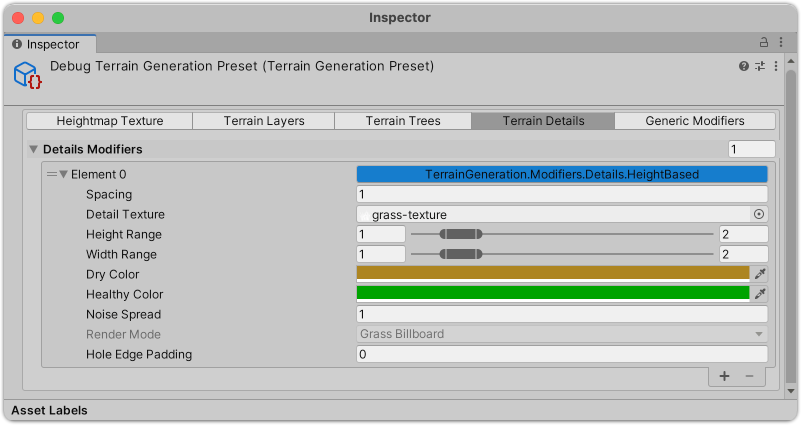 Inspector
Inspector
Debug Terrain Generation Preset (Terrain Generation Preset)
Heightmap Texture Terrain Layers Terrain Trees Terrain Details Generic Modifiers
Details Modifiers 1
Element 0 TerrainGeneration.Modifiers.Details.HeightBased
Spacing 1
Detail Texture grass-texture
Height Range 1 2
Width Range 1 2
Dry Color
Healthy Color
Noise Spread 1
Render Mode Grass Billboard
Hole Edge Padding 0
Asset Labels